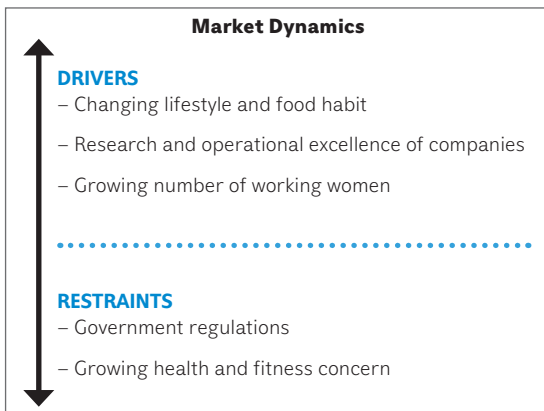 Market Dynamics
DRIVERS
– Changing lifestyle and food habit
– Research and operational excellence of companies
– Growing number of working women
RESTRAINTS
– Government regulations
– Growing health and fitness concern